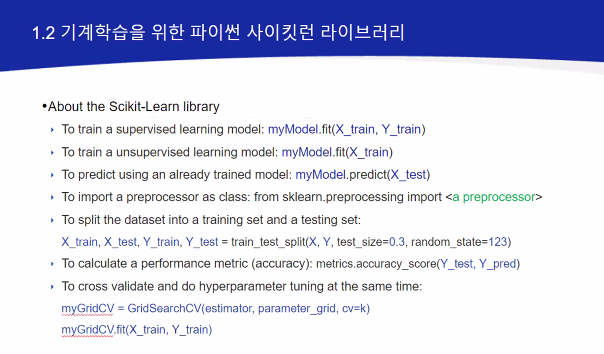 1.2 기계학습을 위한 파이썬 사이킷런 라이브러리
•About the Scikit-Learn library
To train a supervised learning model: myModel.fit(X_train, Y_train)
To train a unsupervised learning model: myModel.fit(X_train)
To predict using an already trained model: myModel.predict(X_test)
To import a preprocessor as class: from sklearn.preprocessing import <a preprocessor>
To split the dataset into a training set and a testing set:
X_train, X_test, Y_train, Y_test = train_test_split(X, Y, test_size=0.3, random_state=123)
To calculate a performance metric (accuracy): metrics.accuracy_score(Y_test, Y_pred)
To cross validate and do hyperparameter tuning at the same time:
myGridCV = GridSearchCV(estimator, parameter_grid, cv=k)
myGridCV.fit(X_train, Y_train)